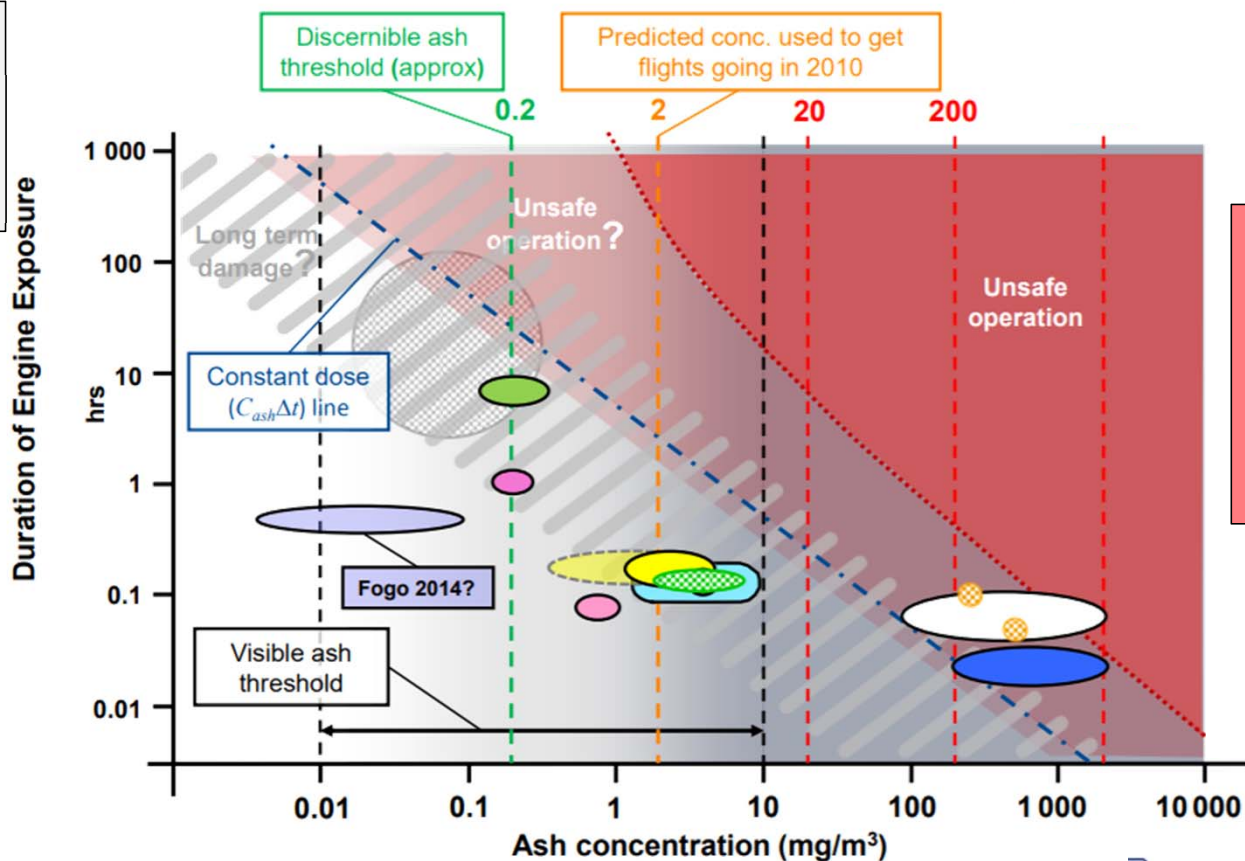 Discernible ash
threshold (approx)
Predicted conc. used to get
flights going in 2010
0.2
2
20
200
Duration of Engine Exposure
hrs
1 000
100
10
1
0.1
0.01
Long term
damage?
Unsafe
operation?
Unsafe
operation
Constant dose
(C_ashΔt) line
Fogo 2014?
Visible ash
threshold
0.01
0.1
1
10
100
1 000
10 000
Ash concentration (mg/m³)